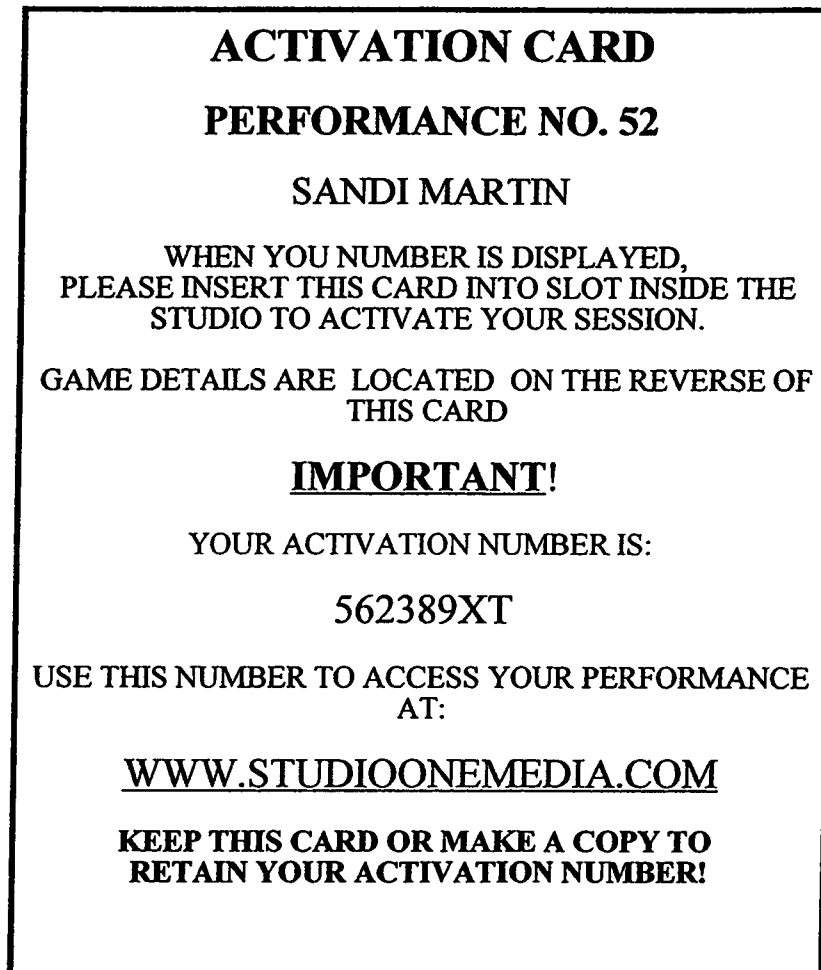 ACTIVATION CARD
PERFORMANCE NO. 52
SANDI MARTIN
WHEN YOU NUMBER IS DISPLAYED,
PLEASE INSERT THIS CARD INTO SLOT INSIDE THE
STUDIO TO ACTIVATE YOUR SESSION.
GAME DETAILS ARE LOCATED ON THE REVERSE OF
THIS CARD
IMPORTANT!
YOUR ACTIVATION NUMBER IS:
562389XT
USE THIS NUMBER TO ACCESS YOUR PERFORMANCE
AT:
WWW.STUDIOONEMEDIA.COM
KEEP THIS CARD OR MAKE A COPY TO
RETAIN YOUR ACTIVATION NUMBER!